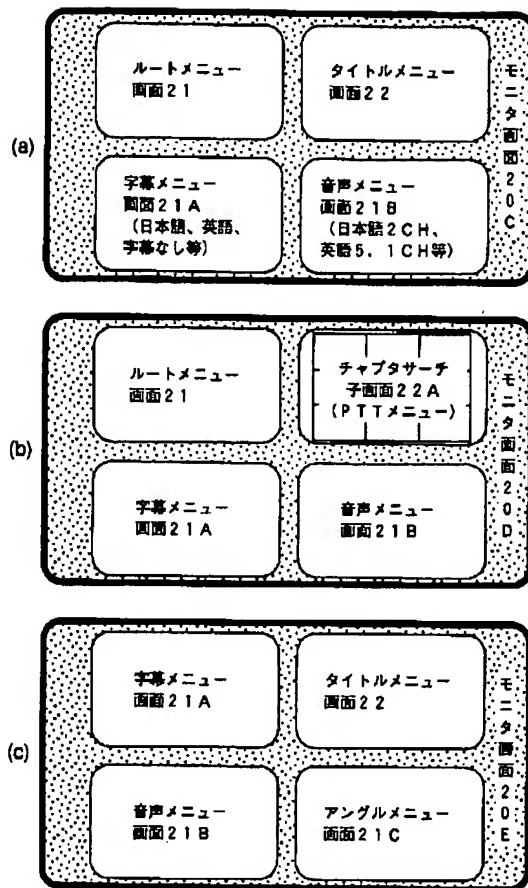 (a)
ルートメニュー
画面21
タイトルメニュー
画面22
字幕メニュー
画面21A
(日本語、英語、
字幕なし等)
音声メニュー
画面21B
(日本語2CH、
英語5.1CH等)
モニタ画面20C
(b)
ルートメニュー
画面21
チャプタサーチ
子画面22A
(PTTメニュー)
字幕メニュー
画面21A
音声メニュー
画面21B
モニタ画面20D
(c)
字幕メニュー
画面21A
タイトルメニュー
画面22
音声メニュー
画面21B
アングルメニュー
画面21C
モニタ画面20E